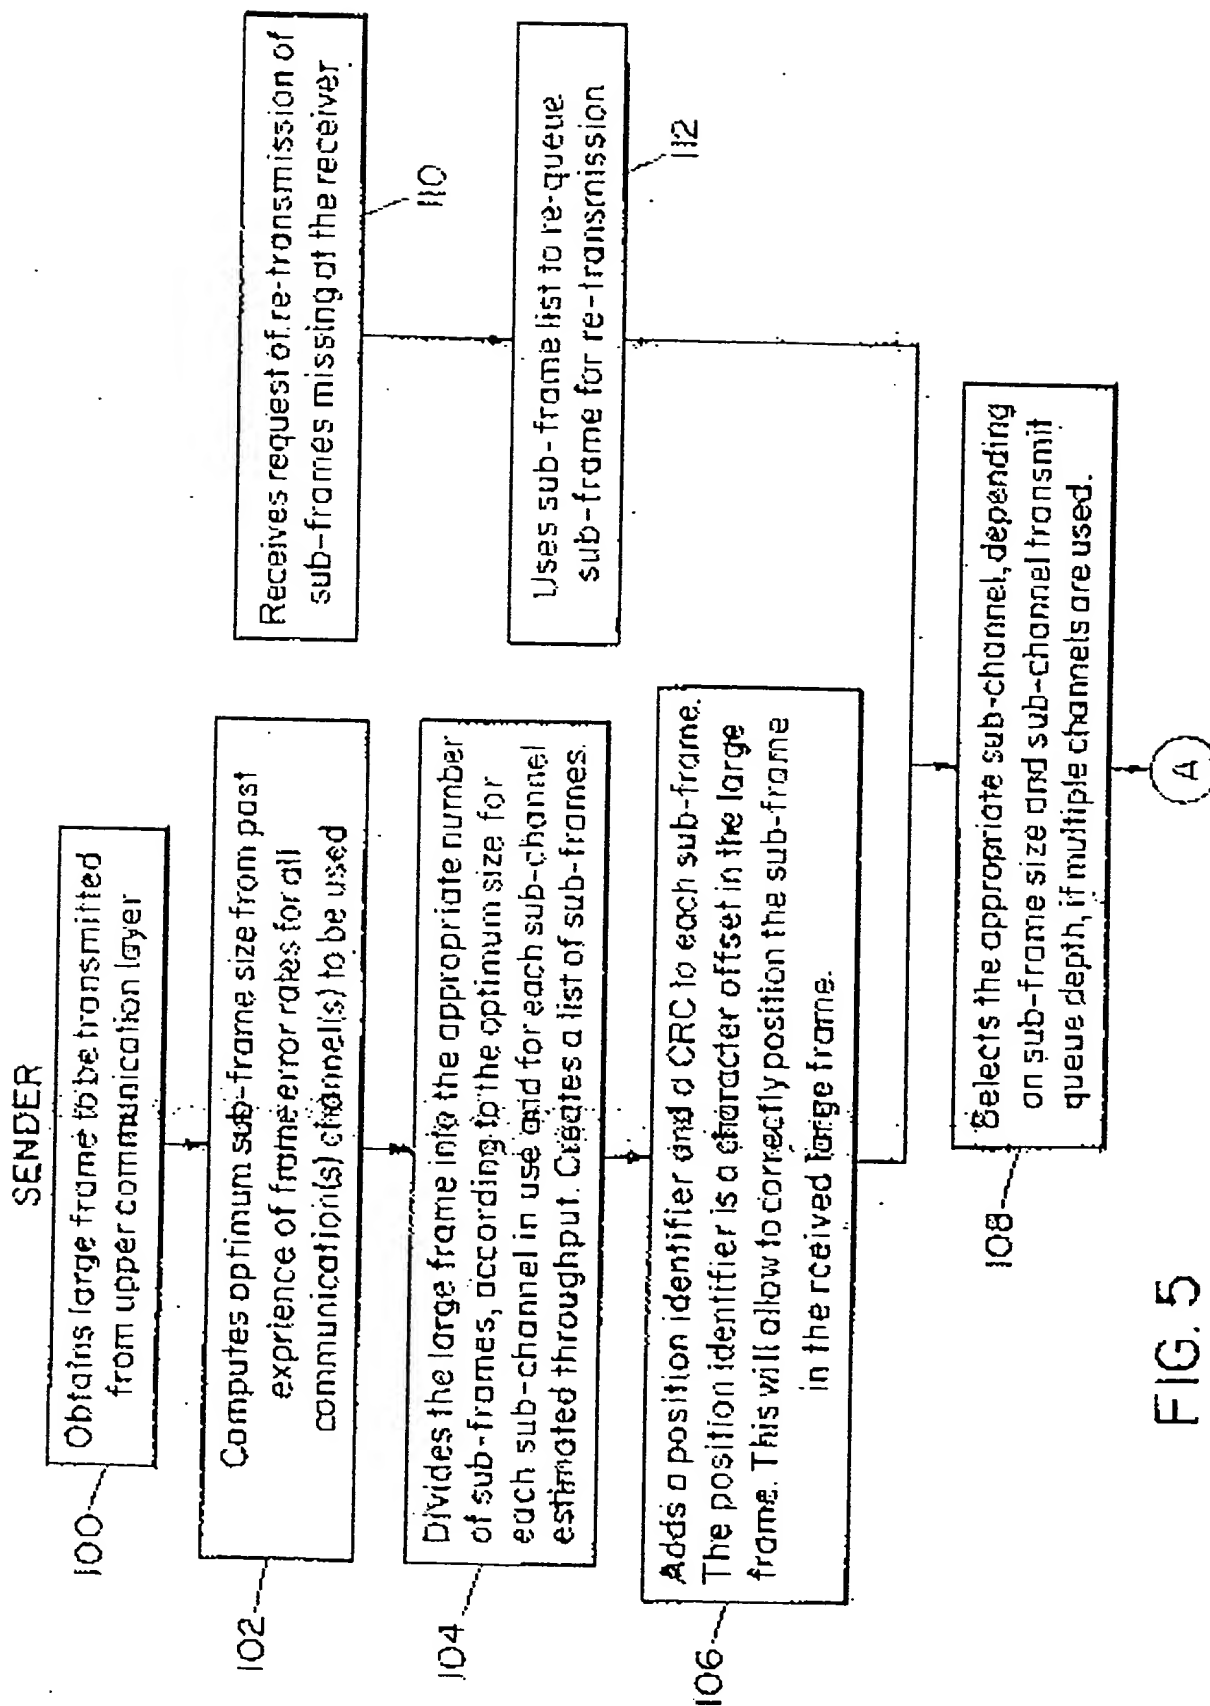 SENDER
Obtains large frame to be transmitted
from upper communication layer
100
Computes optimum sub-frame size from past
exprience of frame error rates for all
communication(s) channel(s) to be used
102
Divides the large frame into the appropriate number
of sub-frames, according to the optimum size for
each sub-channel in use and for each sub-channel
estimated throughput. Creates a list of sub-frames.
104
Adds a position identifier and a CRC to each sub-frame.
The position identifier is a character offset in the large
frame. This will allow to correctly position the sub-frame
in the rceived large frame.
106
Receives request of re-transmission of
sub-frames missing at the receiver
110
Uses sub-frame list to re-queue
sub-frame for re-transmission
112
Selects the appropriate sub-channel, depending
on sub-frame size and sub-channel transmit
queue depth, if multiple channels are used.
108
A
FIG. 5